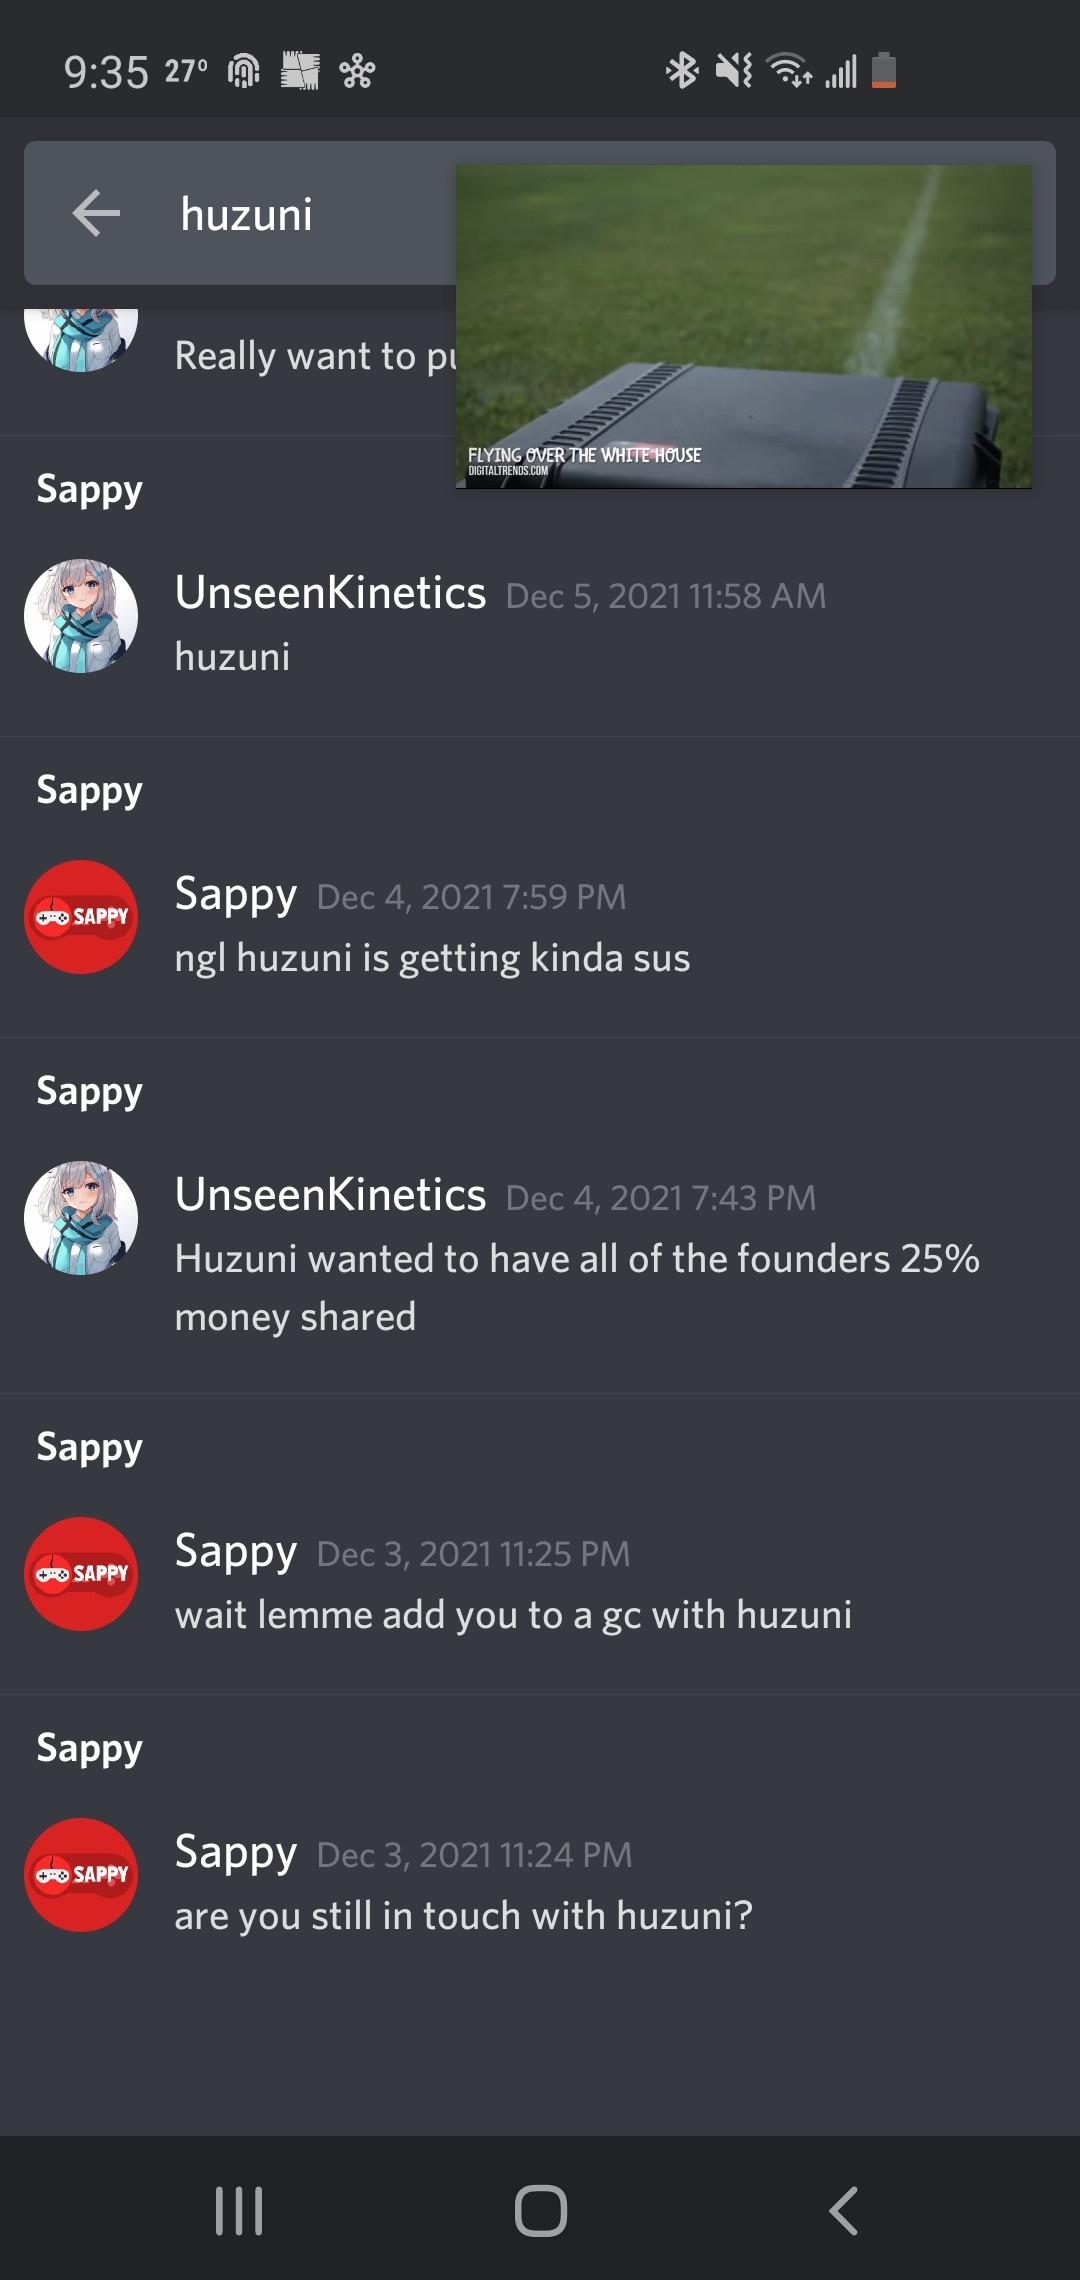 9:35 27°
huzuni
Really want to
FLYING OVER THE WHITE HOUSE
DIGITALTRENDS.COM
Sappy
UnseenKinetics Dec 5, 2021 11:58 AM
huzuni
Sappy
SAPPY
Sappy Dec 4, 2021 7:59 PM
ngl huzuni is getting kinda sus
Sappy
UnseenKinetics Dec 4, 2021 7:43 PM
Huzuni wanted to have all of the founders 25%
money shared
Sappy
SAPPY
Sappy Dec 3, 2021 11:25 PM
wait lemme add you to a gc with huzuni
Sappy
SAPPY
Sappy Dec 3, 2021 11:24 PM
are you still in touch with huzuni?